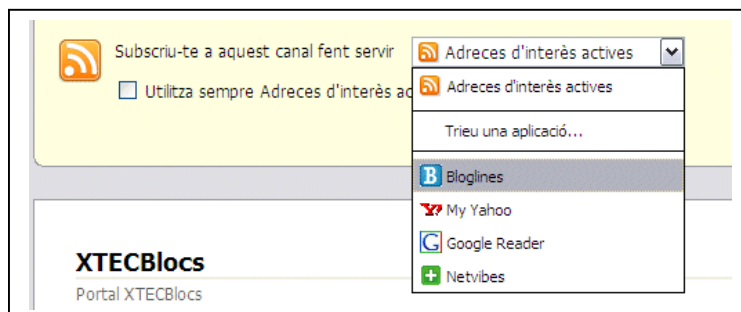 Subscriu-te a aquest canal fent servir Adreces d'interès actives
Utilitza sempre Adreces d'interès ac
Adreces d'interès actives
Trieu una aplicació...
Bloglines
My Yahoo
Google Reader
Netvibes
XTECBlocs
Portal XTECBlocs